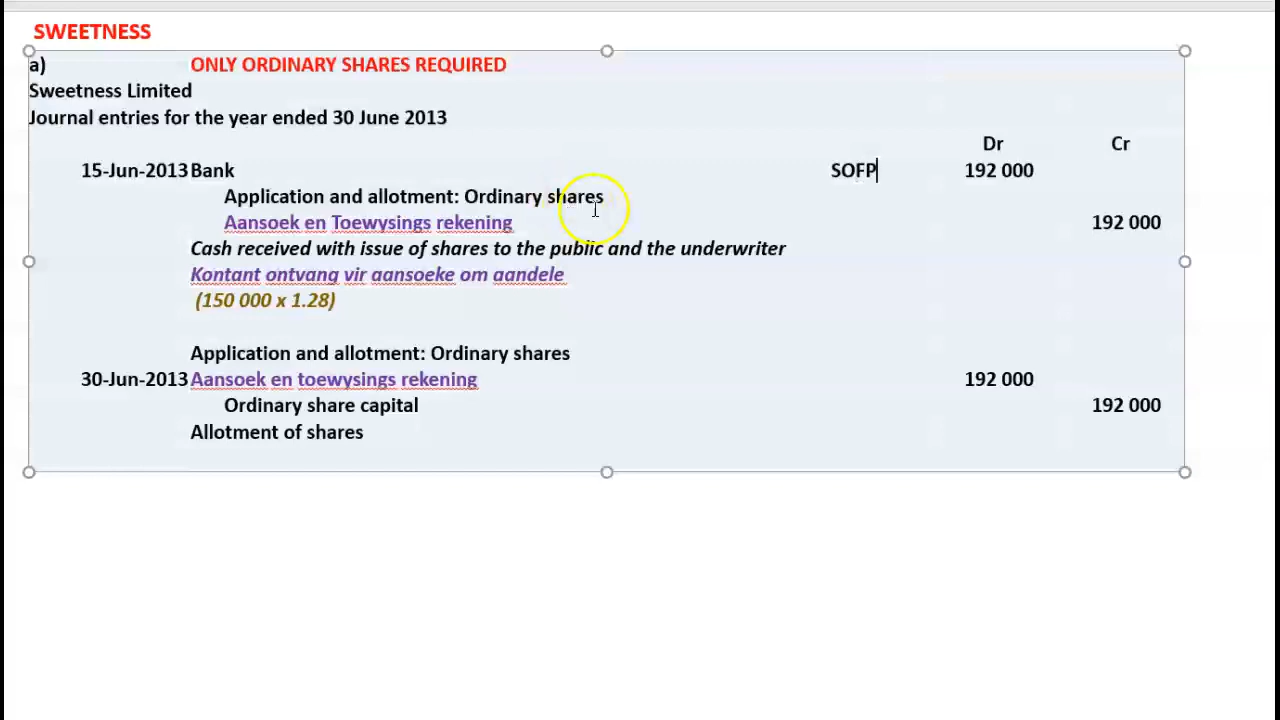 SWEETNESS
a) ONLY ORDINARY SHARES REQUIRED
Sweetness Limited
Journal entries for the year ended 30 June 2013
Dr Cr
15-Jun-2013 Bank SOFP 192 000
Application and allotment: Ordinary shares
Aansoek en Toewysings rekening 192 000
Cash received with issue of shares to the public and the underwriter
Kontant ontvang vir aansoeke om aandele
(150 000 x 1.28)
Application and allotment: Ordinary shares
30-Jun-2013 Aansoek en toewysings rekening 192 000
Ordinary share capital 192 000
Allotment of shares